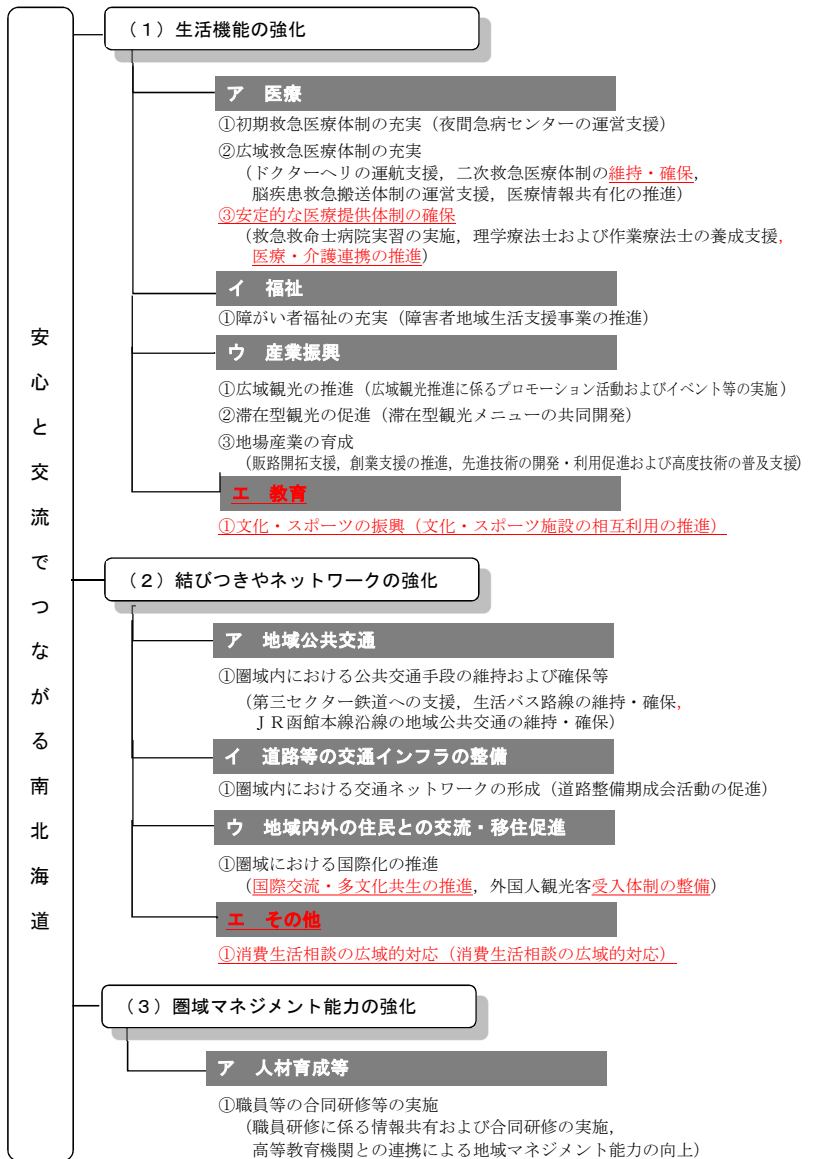 安心と交流でつながる南北海道
（１）生活機能の強化
ア　医療
①初期救急医療体制の充実（夜間急病センターの運営支援）
②広域救急医療体制の充実
（ドクターヘリの運航支援，二次救急医療体制の維持・確保，
脳疾患救急搬送体制の運営支援，医療情報共有化の推進）
③安定的な医療提供体制の確保
（救急救命士病院実習の実施，理学療法士および作業療法士の養成支援，
医療・介護連携の推進）
イ　福祉
①障がい者福祉の充実（障害者地域生活支援事業の推進）
ウ　産業振興
①広域観光の推進（広域観光推進に係るプロモーション活動およびイベント等の実施）
②滞在型観光の促進（滞在型観光メニューの共同開発）
③地場産業の育成
（販路開拓支援，創業支援の推進，先進技術の開発・利用促進および高度技術の普及支援）
エ　教育
①文化・スポーツの振興（文化・スポーツ施設の相互利用の推進）
（２）結びつきやネットワークの強化
ア　地域公共交通
①圏域内における公共交通手段の維持および確保等
（第三セクター鉄道への支援，生活バス路線の維持・確保，
ＪＲ函館本線沿線の地域公共交通の維持・確保）
イ　道路等の交通インフラの整備
①圏域内における交通ネットワークの形成（道路整備期成会活動の促進）
ウ　地域内外の住民との交流・移住促進
①圏域における国際化の推進
（国際交流・多文化共生の推進，外国人観光客受入体制の整備）
エ　その他
①消費生活相談の広域的対応（消費生活相談の広域的対応）
（３）圏域マネジメント能力の強化
ア　人材育成等
①職員等の合同研修等の実施
（職員研修に係る情報共有および合同研修の実施，
高等教育機関との連携による地域マネジメント能力の向上）